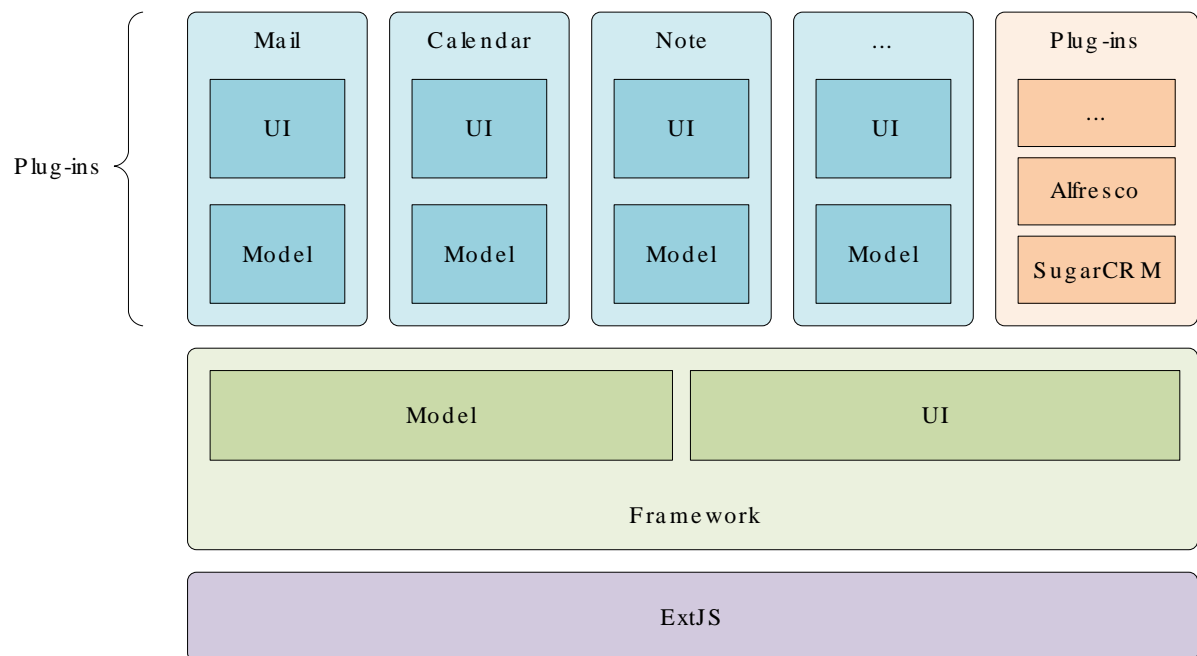 Mail
Calendar
Note
...
Plug-ins
UI
UI
UI
UI
...
Plug-ins
Alfresco
Model
Model
Model
Model
SugarCRM
Model
UI
Framework
ExtJS